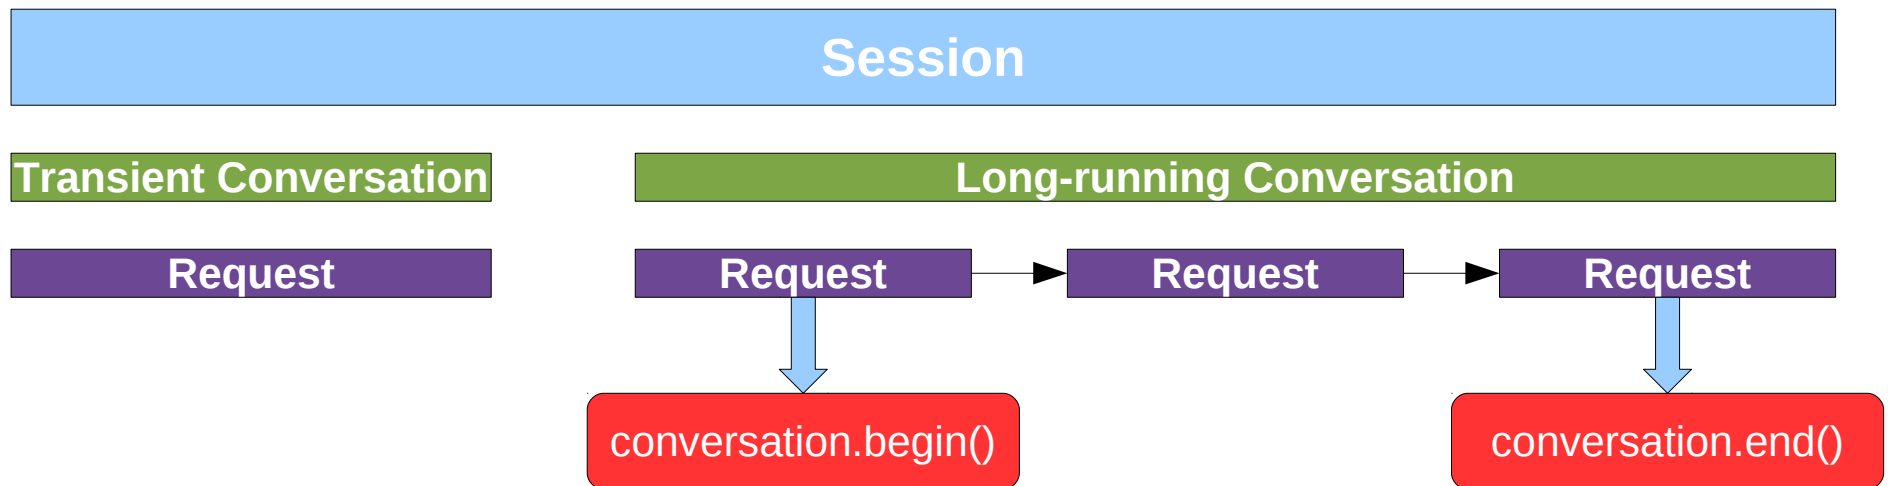 Session
Transient Conversation
Long-running Conversation
Request
Request
Request
Request
conversation.begin()
conversation.end()